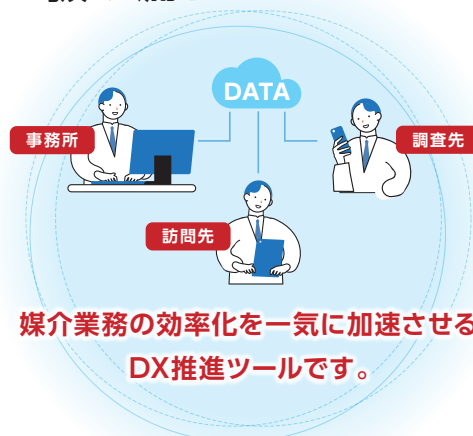 DATA
事務所
調査先
訪問先
媒介業務の効率化を一気に加速させる
DX推進ツールです。